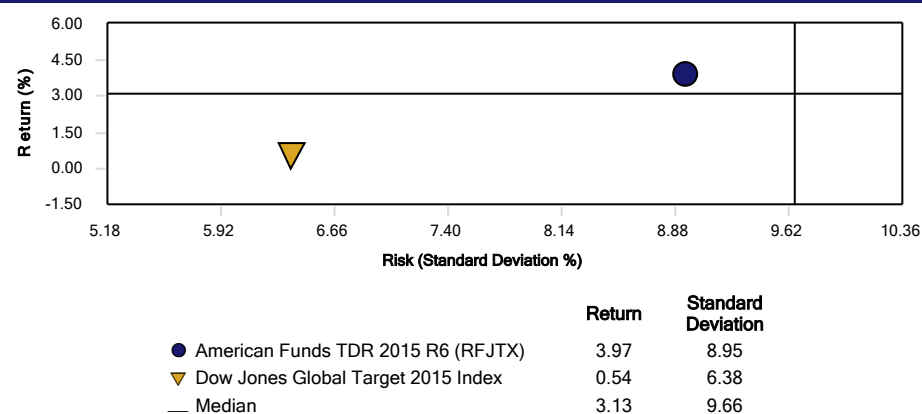 6.00
4.50
3.00
1.50
0.00
-1.50
Return (%)
5.18 5.92 6.66 7.40 8.14 8.88 9.62 10.36
Risk (Standard Deviation %)
Return Standard Deviation
American Funds TDR 2015 R6 (RFJTX) 3.97 8.95
Dow Jones Global Target 2015 Index 0.54 6.38
Median 3.13 9.66